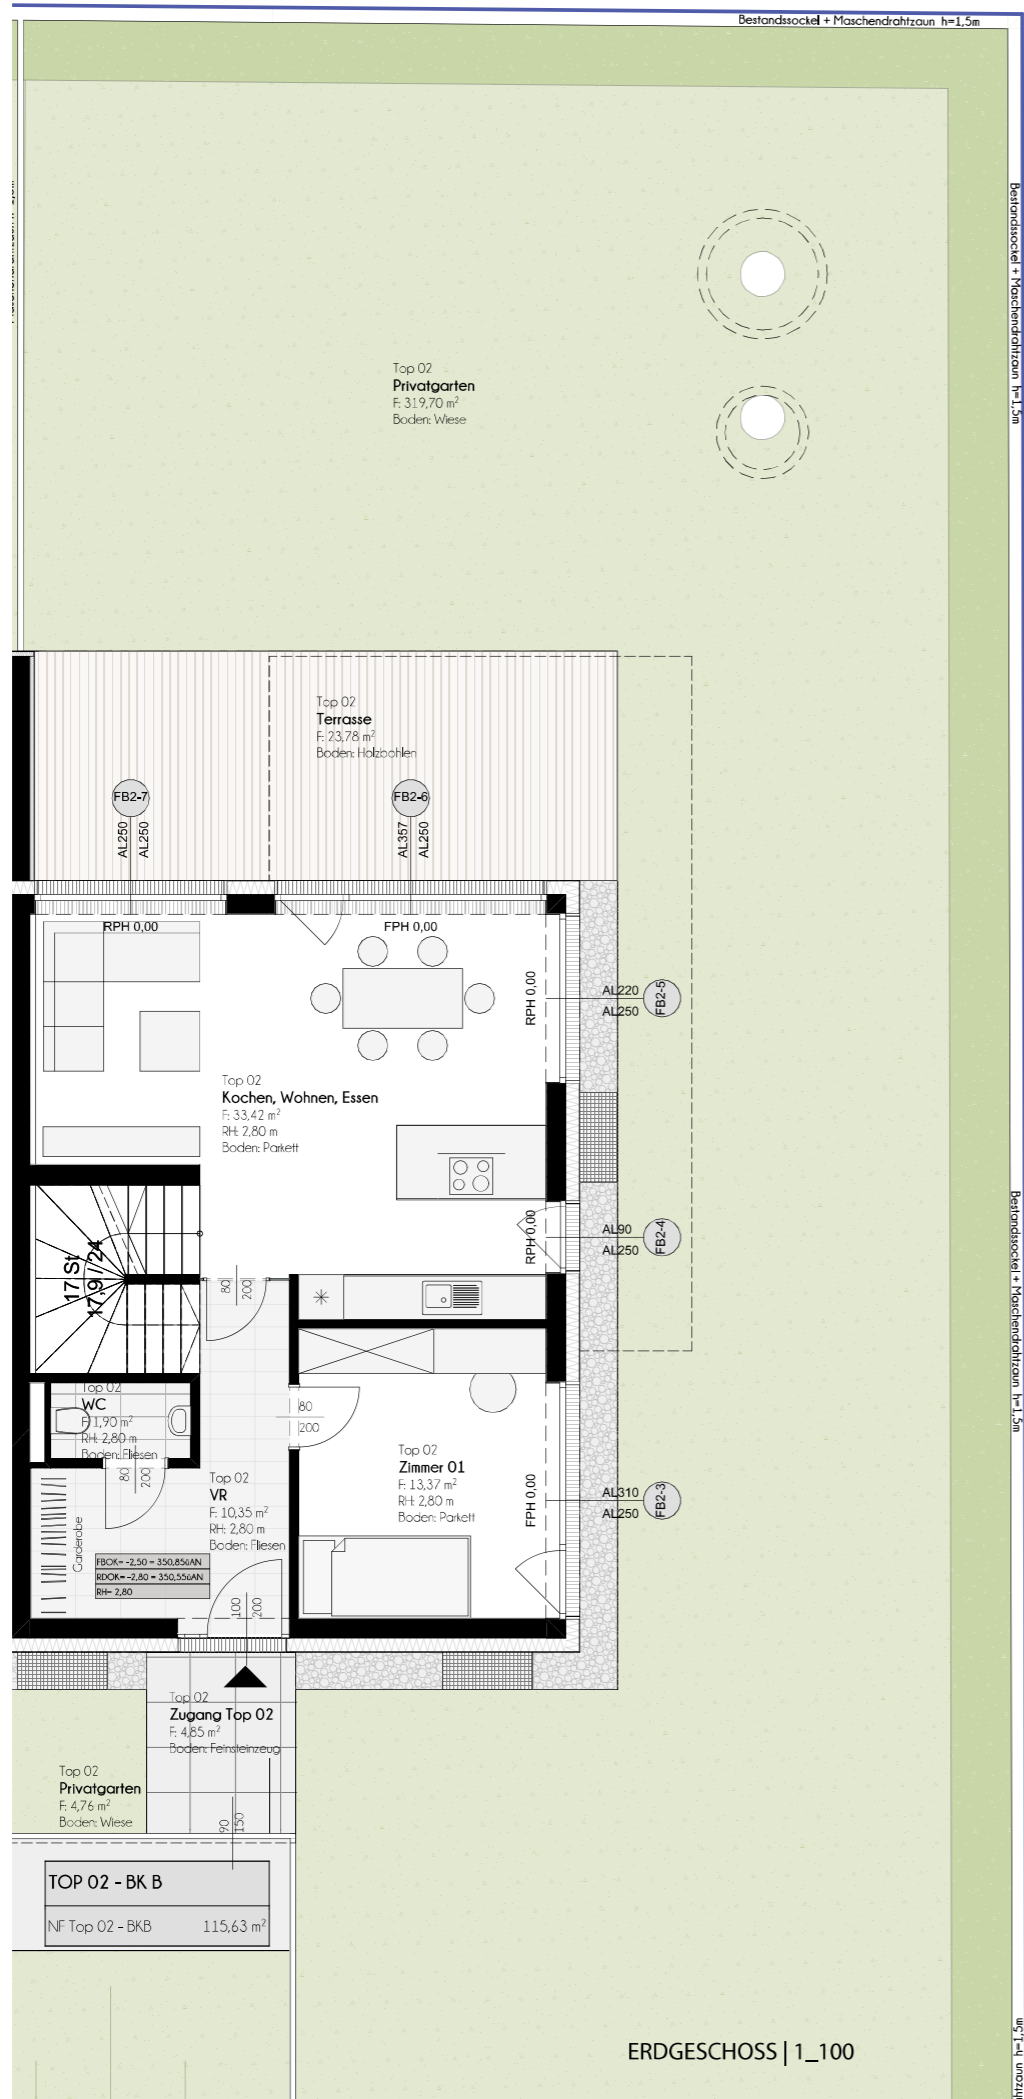 Bestandssockel + Maschendrahtzaun h=1,5m
Bestandssockel + Maschendrahtzaun h=1,5m
Top 02
Privatgarten
F: 319,70 m²
Boden: Wiese
Top 02
Terrasse
F: 23,78 m²
Boden: Holzbohlen
FB2-7
AL250
AL250
FB2-6
AL357
AL250
RPH 0,00
FPH 0,00
RPH 0,00
AL220
AL250
FB2-5
Top 02
Kochen, Wohnen, Essen
F: 33,42 m²
RH: 2,80 m
Boden: Parkett
RPH 0,00
AL90
AL250
FB2-4
Bestandssockel + Maschendrahtzaun h=1,5m
17 St
17,9 / 24
80
200
Top 02
WC
F: 1,90 m²
RH: 2,80 m
Boden: Fliesen
80
200
80
200
Top 02
Zimmer 01
F: 13,37 m²
RH: 2,80 m
Boden: Parkett
FPH 0,00
AL310
AL250
FB2-3
Top 02
VR
F: 10,35 m²
RH: 2,80 m
Boden: Fliesen
Garderobe
FBOK= -2,50 = 350,85üAN
RDOK= -2,80 = 350,55üAN
RH= 2,80
100
200
Top 02
Zugang Top 02
F: 4,85 m²
Boden: Feinsteinzeug
Top 02
Privatgarten
F: 4,76 m²
Boden: Wiese
90
150
TOP 02 - BK B
NF Top 02 - BKB 115,63 m²
ERDGESCHOSS | 1_100